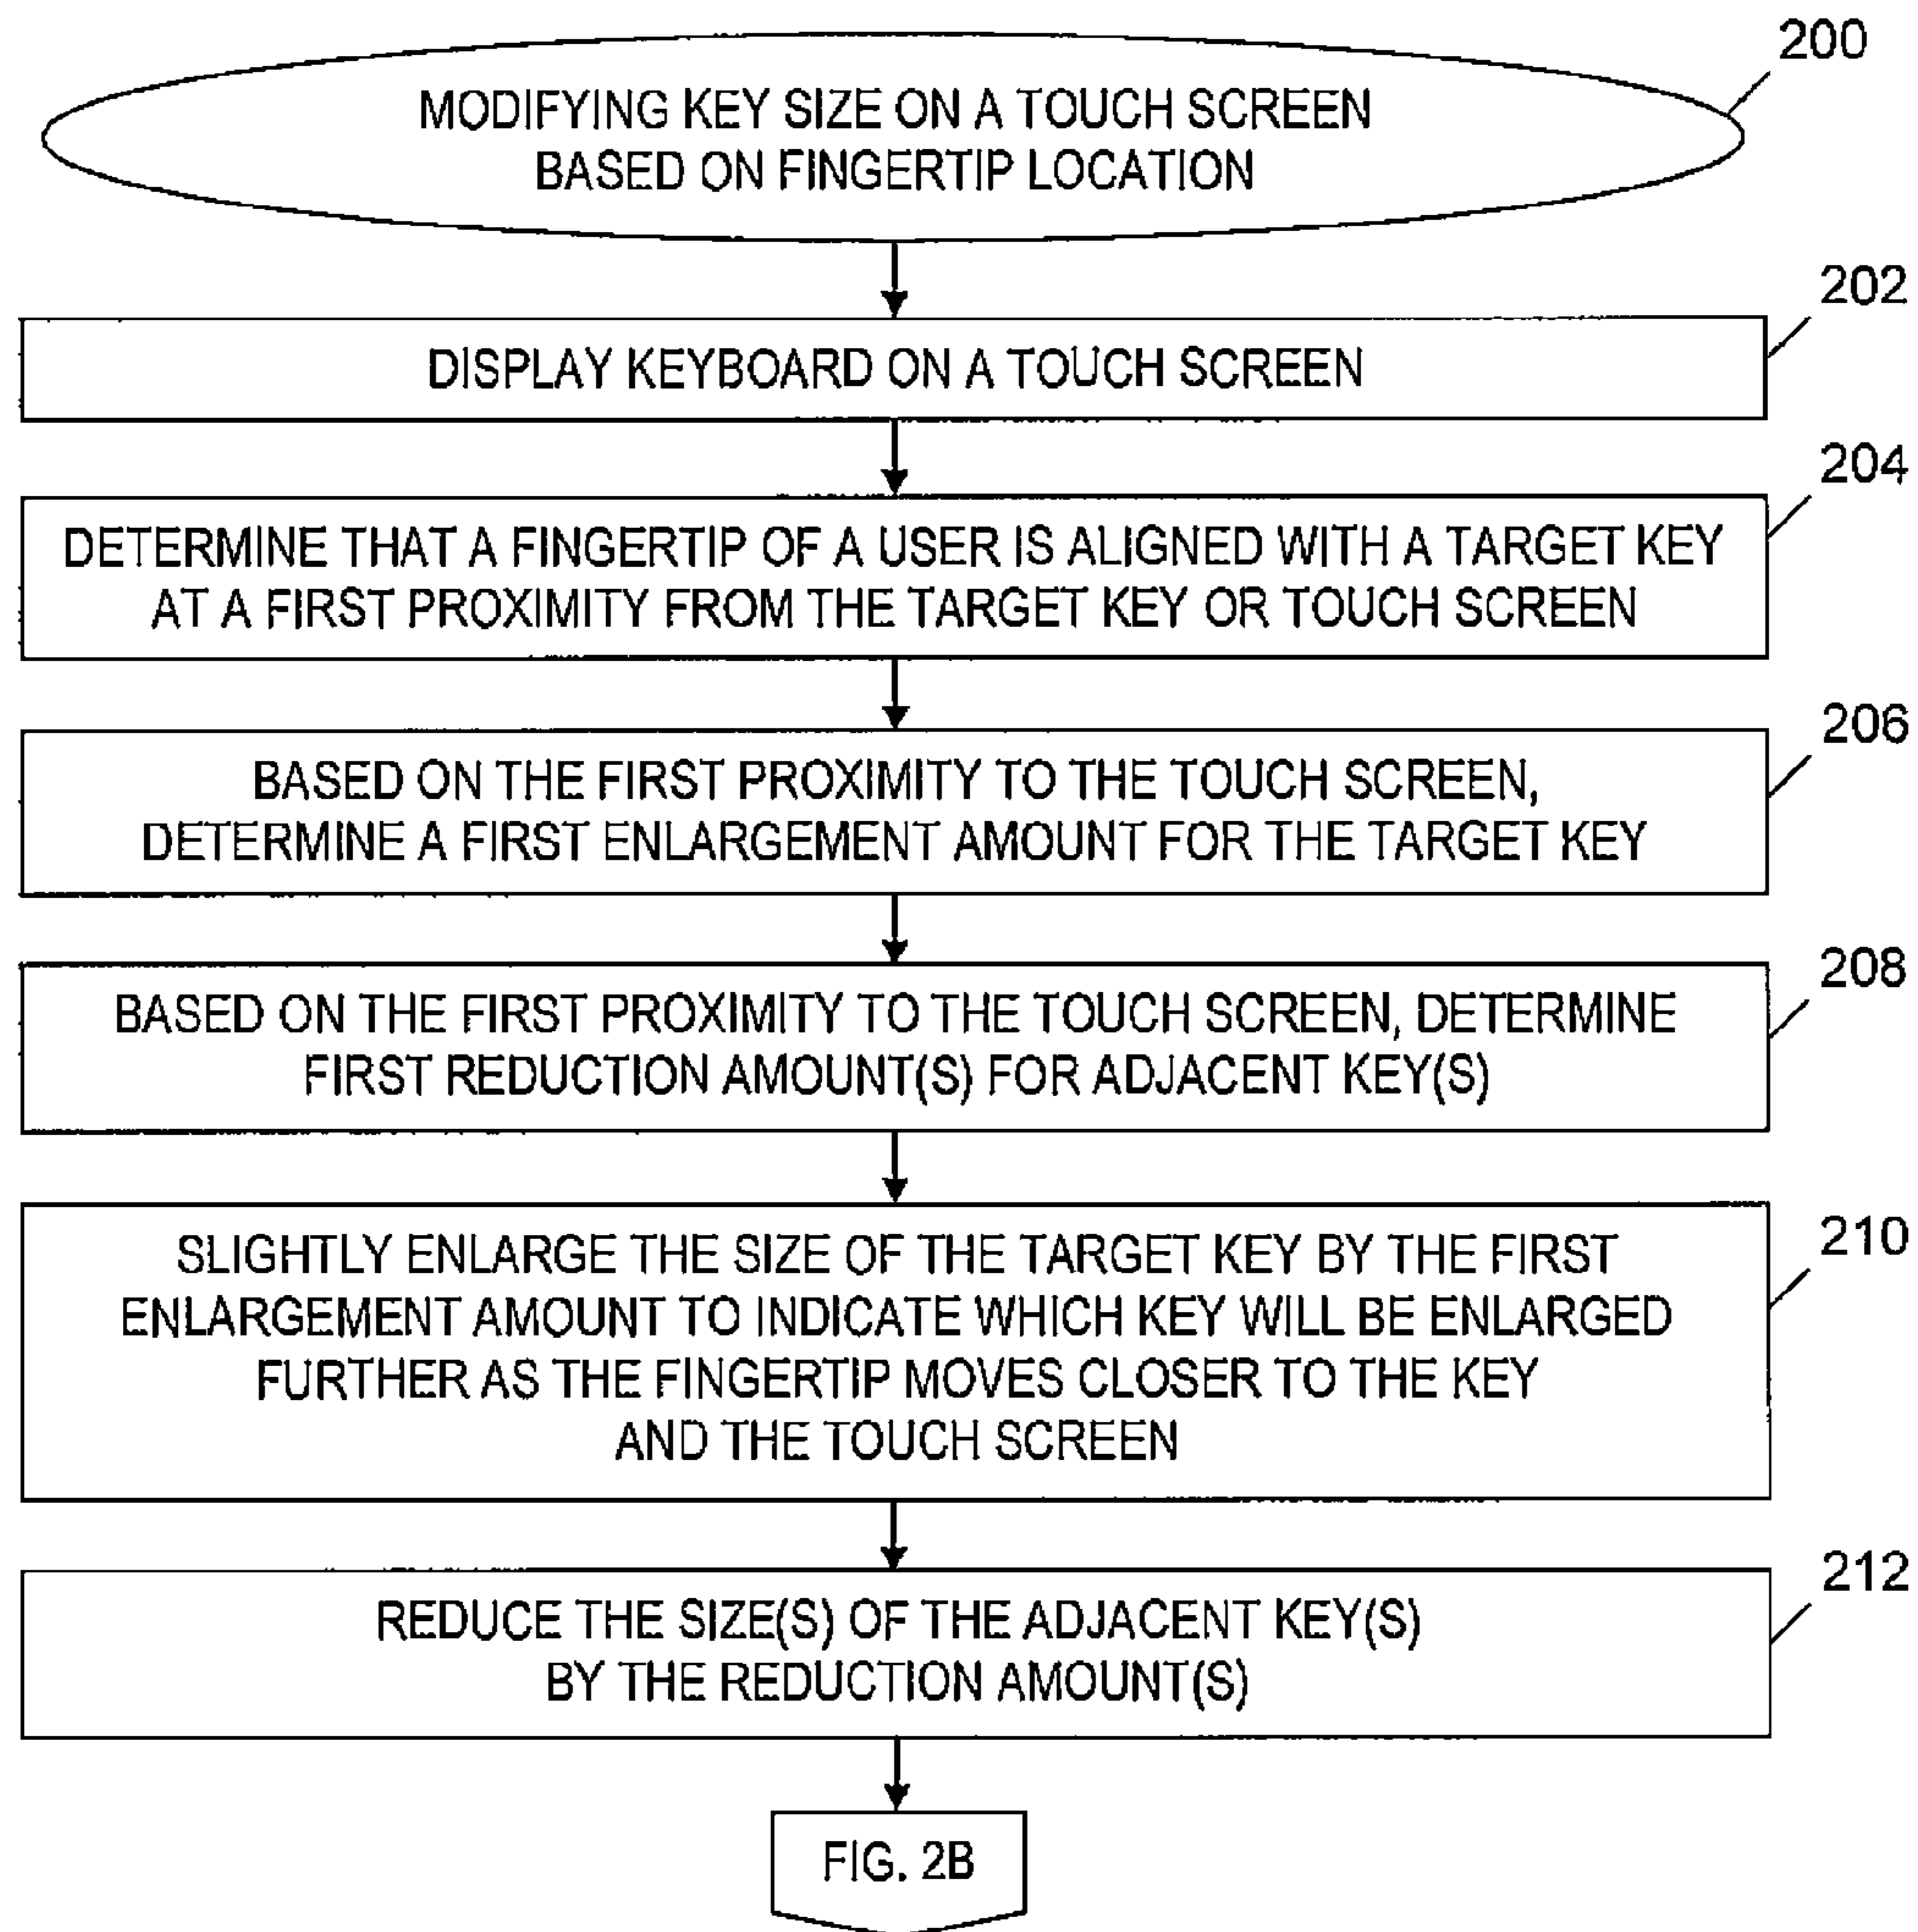 200
MODIFYING KEY SIZE ON A TOUCH SCREEN
BASED ON FINGERTIP LOCATION
202
DISPLAY KEYBOARD ON A TOUCH SCREEN
204
DETERMINE THAT A FINGERTIP OF A USER IS ALIGNED WITH A TARGET KEY
AT A FIRST PROXIMITY FROM THE TARGET KEY OR TOUCH SCREEN
206
BASED ON THE FIRST PROXIMITY TO THE TOUCH SCREEN,
DETERMINE A FIRST ENLARGEMENT AMOUNT FOR THE TARGET KEY
208
BASED ON THE FIRST PROXIMITY TO THE TOUCH SCREEN, DETERMINE
FIRST REDUCTION AMOUNT(S) FOR ADJACENT KEY(S)
210
SLIGHTLY ENLARGE THE SIZE OF THE TARGET KEY BY THE FIRST
ENLARGEMENT AMOUNT TO INDICATE WHICH KEY WILL BE ENLARGED
FURTHER AS THE FINGERTIP MOVES CLOSER TO THE KEY
AND THE TOUCH SCREEN
212
REDUCE THE SIZE(S) OF THE ADJACENT KEY(S)
BY THE REDUCTION AMOUNT(S)
FIG. 2B